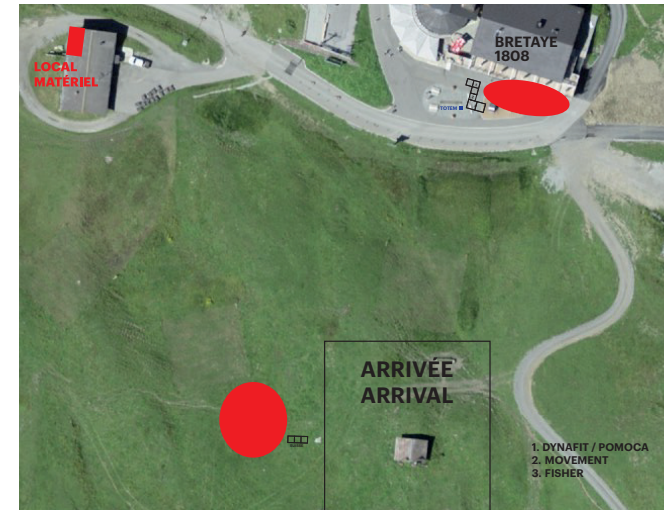 BRETAYE
1808
LOCAL
MATÉRIEL
TOTEM
ARRIVÉE
ARRIVAL
1. DYNAFIT / POMOCA
2. MOVEMENT
3. FISHER